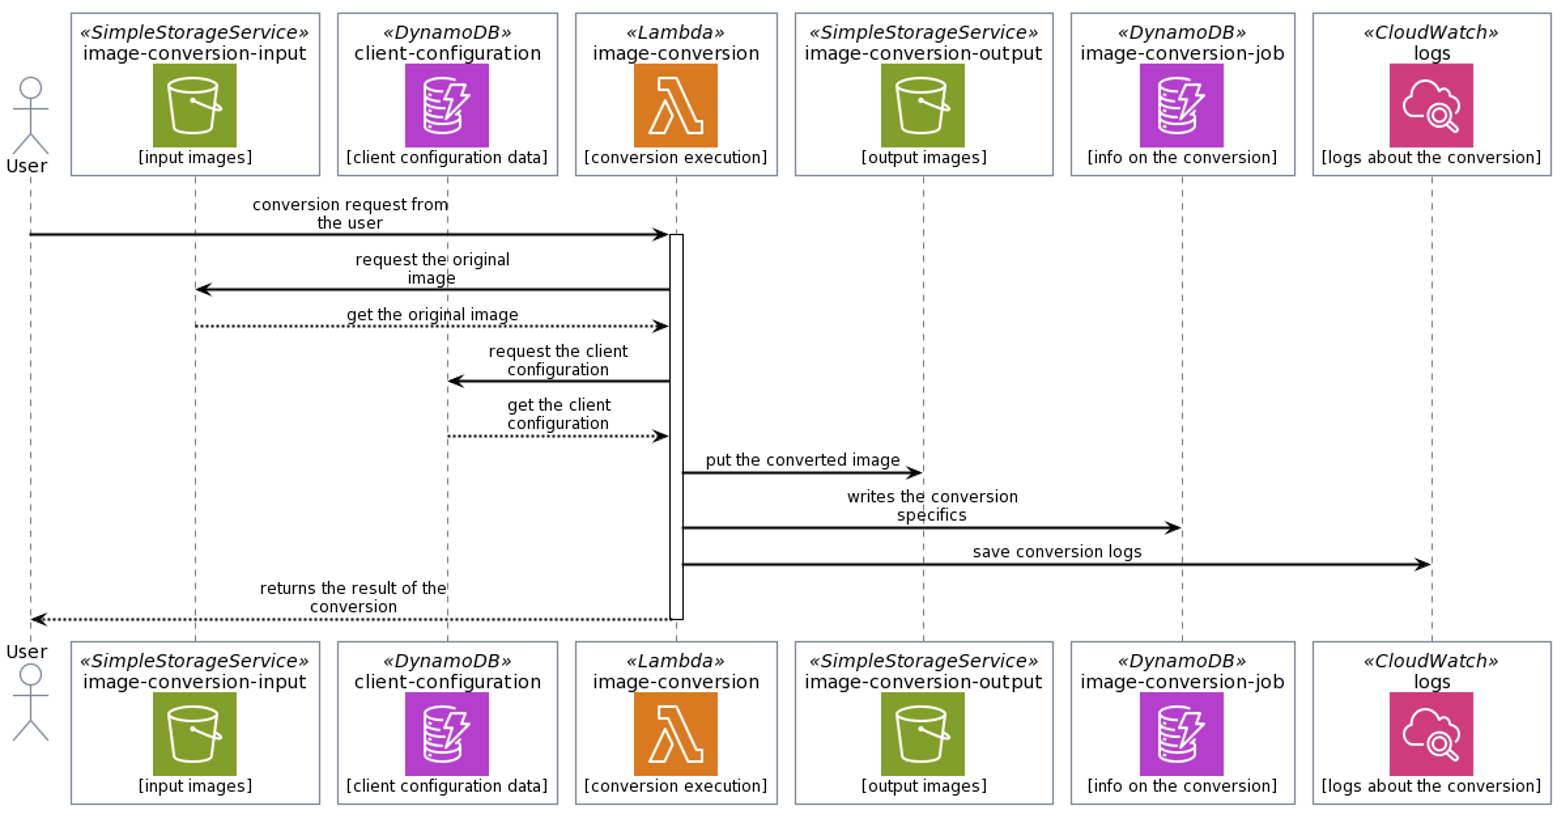 «SimpleStorageService»
image-conversion-input
[input images]
«DynamoDB»
client-configuration
[client configuration data]
«Lambda»
image-conversion
[conversion execution]
«SimpleStorageService»
image-conversion-output
[output images]
«DynamoDB»
image-conversion-job
[info on the conversion]
«CloudWatch»
logs
[logs about the conversion]
User
conversion request from
the user
request the original
image
get the original image
request the client
configuration
get the client
configuration
put the converted image
writes the conversion
specifics
save conversion logs
returns the result of the
conversion
User
«SimpleStorageService»
image-conversion-input
[input images]
«DynamoDB»
client-configuration
[client configuration data]
«Lambda»
image-conversion
[conversion execution]
«SimpleStorageService»
image-conversion-output
[output images]
«DynamoDB»
image-conversion-job
[info on the conversion]
«CloudWatch»
logs
[logs about the conversion]